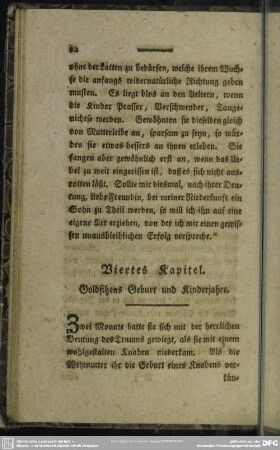 82
ohne der Latten zu bedürfen, welche ihrem Wuch-
se die anfangs widernatürliche Richtung geben
musten. Es liegt blos an den Aeltern, wenn
die Kinder Prasser, Verschwender, Tauge-
nichtse werden. Gewöhnten sie dieselben gleich
von Mutterleibe an, sparsam zu seyn, so wür-
den sie etwas bessers an ihnen erleben. Sie
fangen aber gewöhnlich erst an, wenn das Ue-
bel zu weit eingerissen ist, daß es sich nicht aus-
rotten läßt. Sollte mir diesmal, nach ihrer Deu-
tung, liebe Freundin, bei meiner Niederkunft ein
Sohn zu Theil werden, so will ich ihn auf eine
eigene Art erziehen, von der ich mir einen gewis-
sen unausbleiblichen Erfolg verspreche."
Viertes Kapitel.
Goldfitzens Geburt und Kinderjahre.
Zwei Monate hatte sie sich mit der herrlichen
Deutung des Traums gewiegt, als sie mit einem
wohlgestalten Knaben niederkam. Als die
Wehmutter ihr die Geburt eines Knabens ver-
kün-